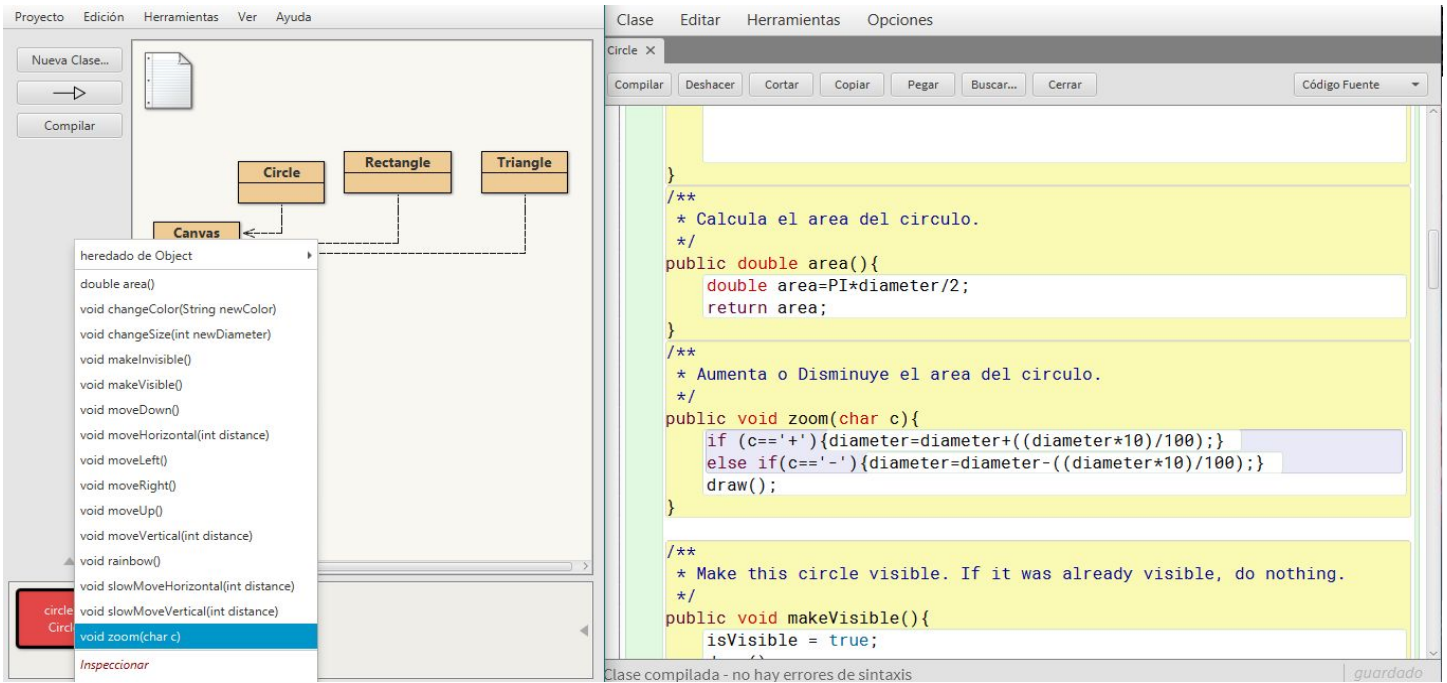 Proyecto Edición Herramientas Ver Ayuda
Nueva Clase...
Compilar
Circle
Rectangle
Triangle
Canvas
heredado de Object
double area()
void changeColor(String newColor)
void changeSize(int newDiameter)
void makeInvisible()
void makeVisible()
void moveDown()
void moveHorizontal(int distance)
void moveLeft()
void moveRight()
void moveUp()
void moveVertical(int distance)
void rainbow()
void slowMoveHorizontal(int distance)
void slowMoveVertical(int distance)
void zoom(char c)
Inspeccionar
circle
Circl
Clase Editar Herramientas Opciones
Circle ✕
Compilar Deshacer Cortar Copiar Pegar Buscar... Cerrar Código Fuente
}
/**
* Calcula el area del circulo.
*/
public double area(){
double area=PI*diameter/2;
return area;
}
/**
* Aumenta o Disminuye el area del circulo.
*/
public void zoom(char c){
if (c=='+'){diameter=diameter+((diameter*10)/100);}
else if(c=='-'){diameter=diameter-((diameter*10)/100);}
draw();
}
/**
* Make this circle visible. If it was already visible, do nothing.
*/
public void makeVisible(){
isVisible = true;
Clase compilada - no hay errores de sintaxis
guardado